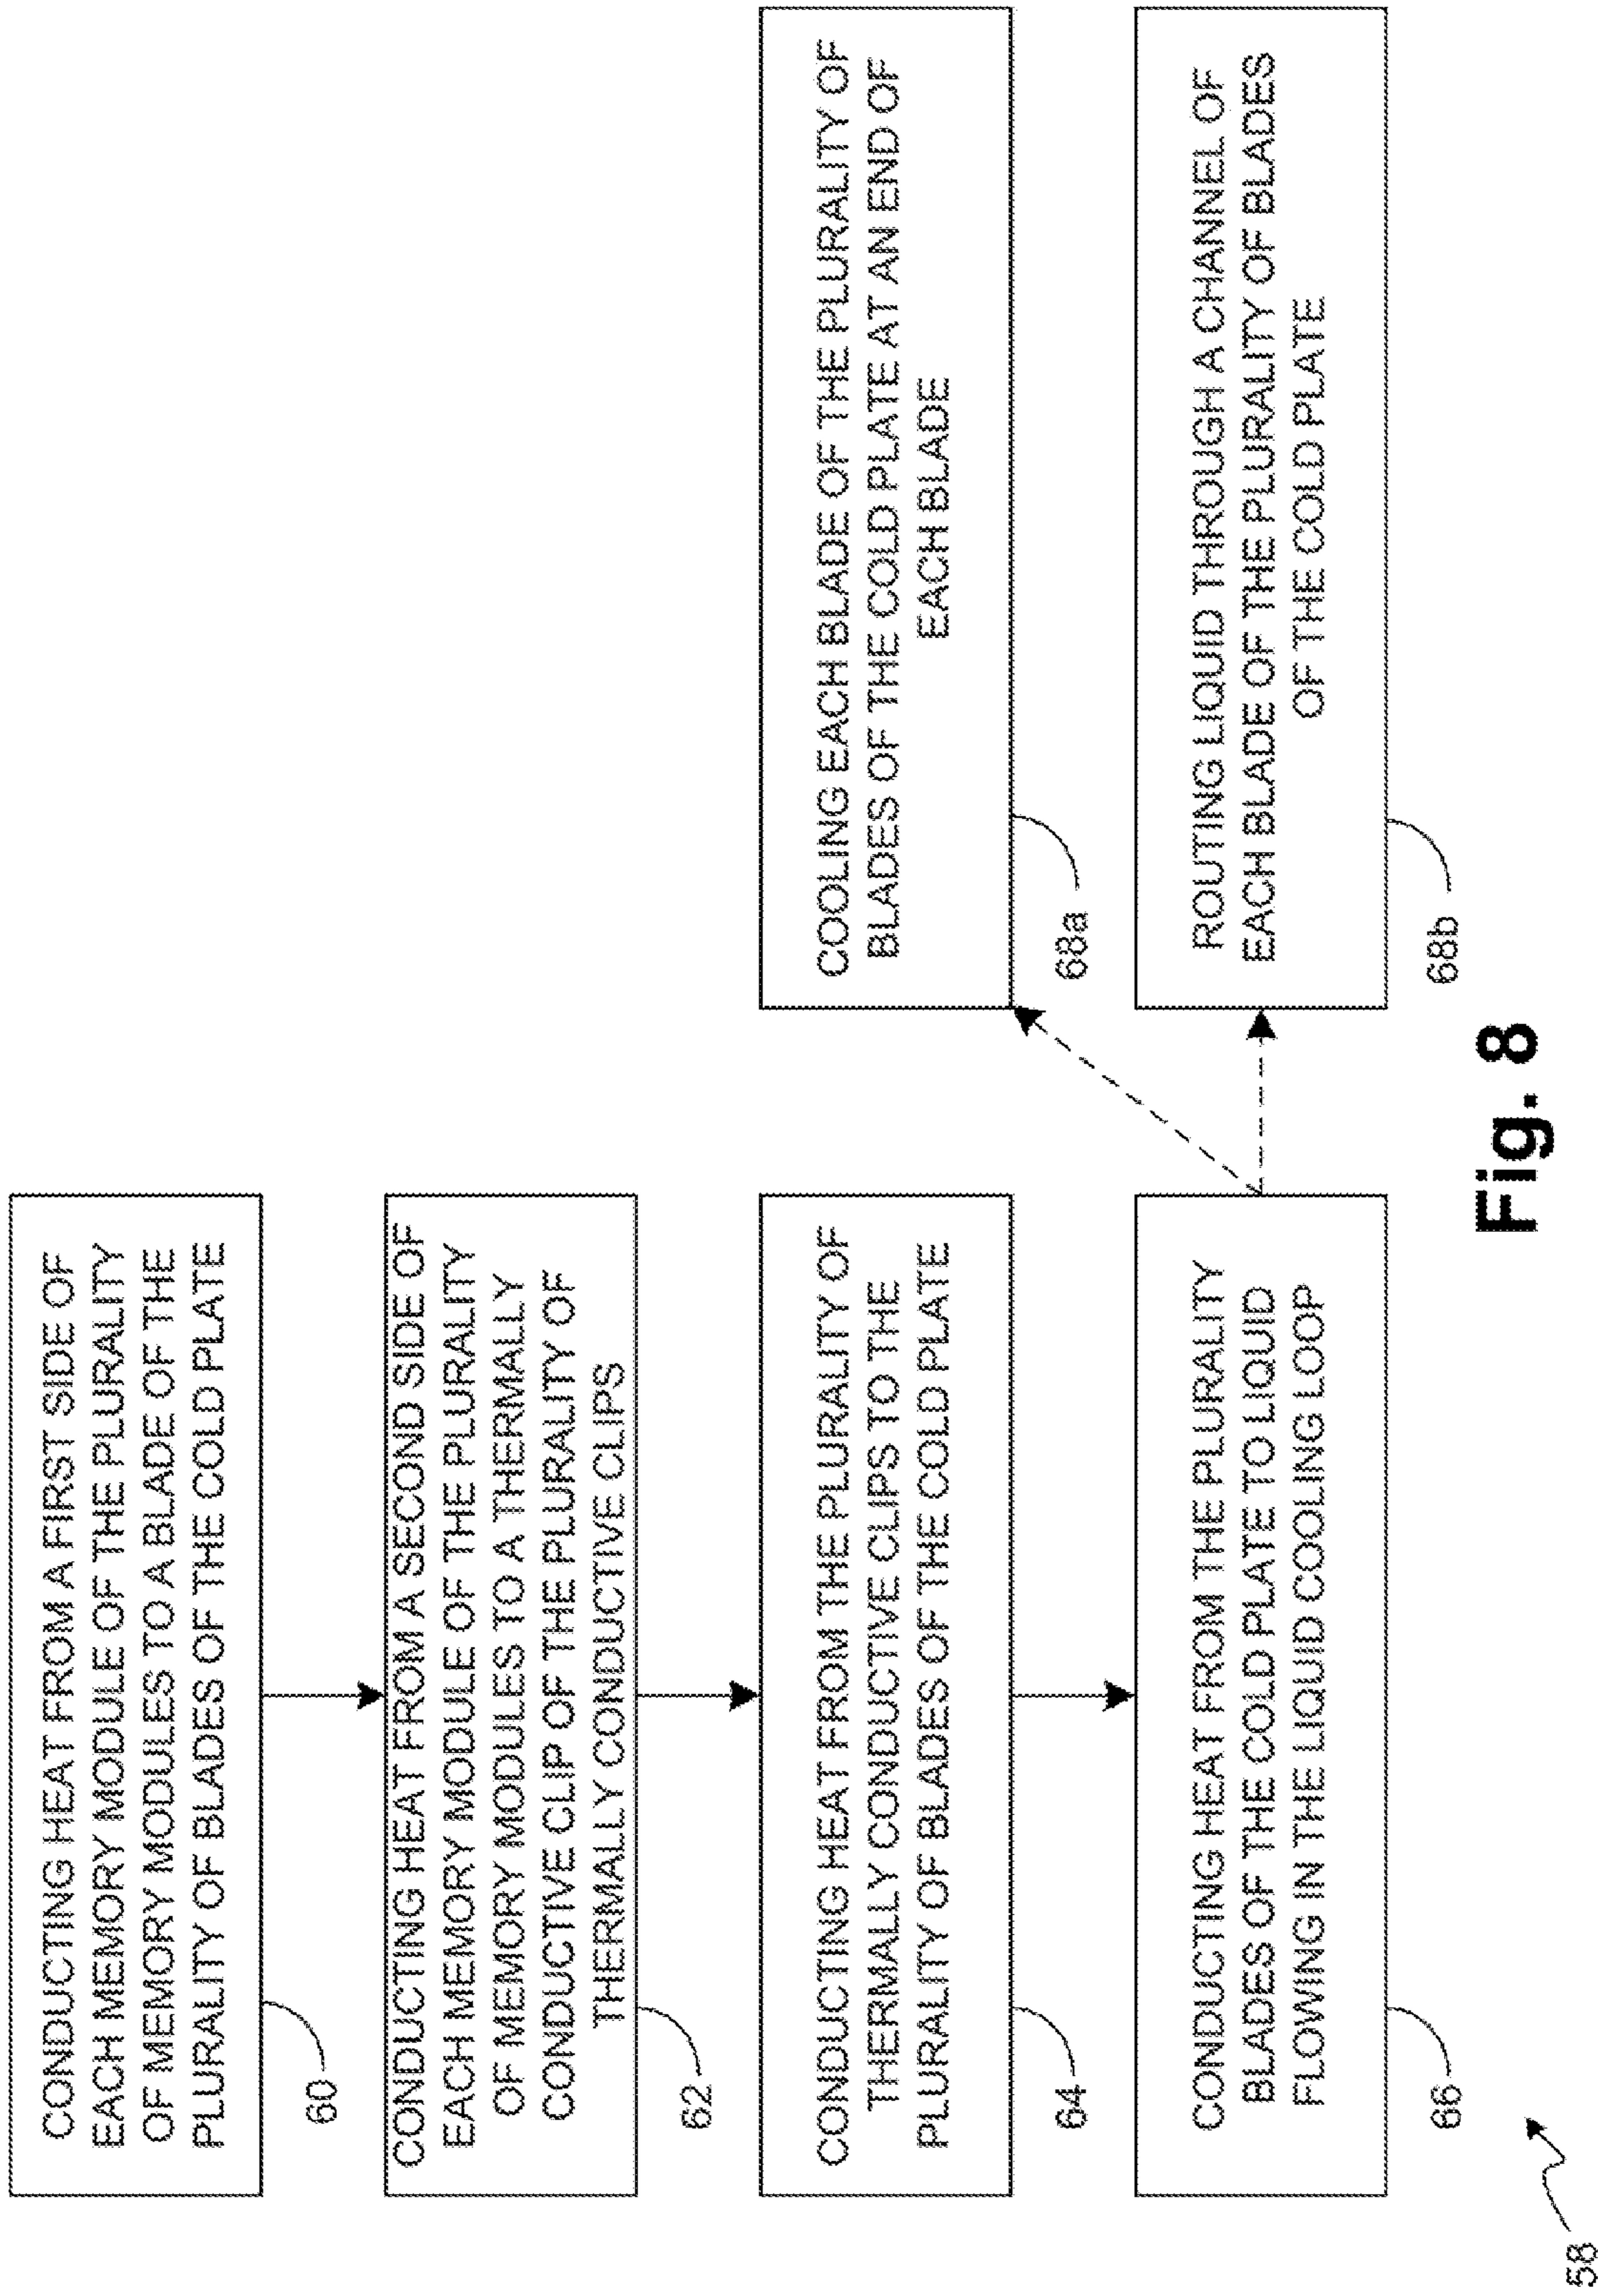 CONDUCTING HEAT FROM A FIRST SIDE OF
EACH MEMORY MODULE OF THE PLURALITY
OF MEMORY MODULES TO A BLADE OF THE
PLURALITY OF BLADES OF THE COLD PLATE
60
CONDUCTING HEAT FROM A SECOND SIDE OF
EACH MEMORY MODULE OF THE PLURALITY
OF MEMORY MODULES TO A THERMALLY
CONDUCTIVE CLIP OF THE PLURALITY OF
THERMALLY CONDUCTIVE CLIPS
62
CONDUCTING HEAT FROM THE PLURALITY OF
THERMALLY CONDUCTIVE CLIPS TO THE
PLURALITY OF BLADES OF THE COLD PLATE
64
CONDUCTING HEAT FROM THE PLURALITY
BLADES OF THE COLD PLATE TO LIQUID
FLOWING IN THE LIQUID COOLING LOOP
66
COOLING EACH BLADE OF THE PLURALITY OF
BLADES OF THE COLD PLATE AT AN END OF
EACH BLADE
68a
ROUTING LIQUID THROUGH A CHANNEL OF
EACH BLADE OF THE PLURALITY OF BLADES
OF THE COLD PLATE
68b
58
Fig. 8